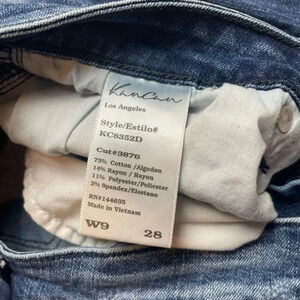 KanCan
Los Angeles
Style/Estilo#
KC8352D
Cut#3876
73% Cotton/Algodon
14% Rayon / Rayon
11% Polyester/Poliester
2% Spandex/Elastano
RN#144635
Made in Vietnam
W9 28